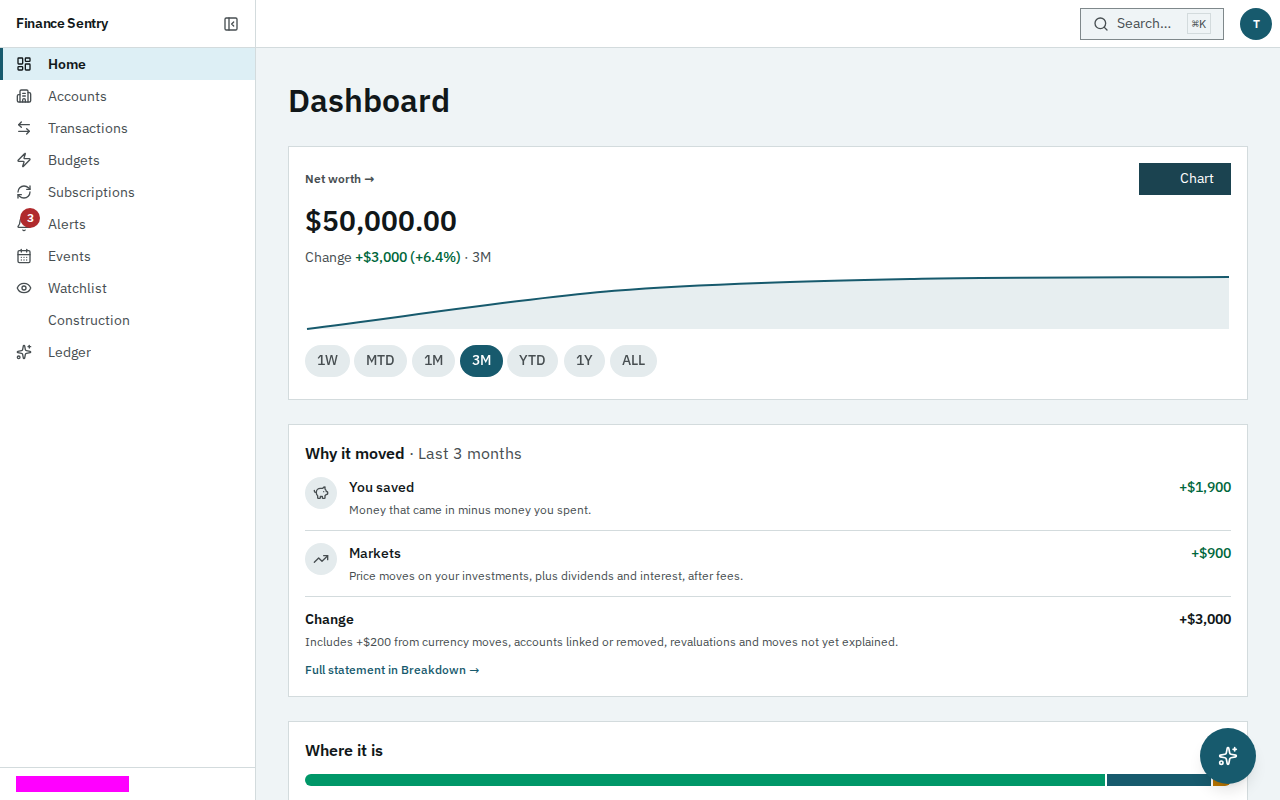 Finance Sentry
Search...
⌘K
T
Home
Accounts
Transactions
Budgets
Subscriptions
3
Alerts
Events
Watchlist
Construction
Ledger
Dashboard
Net worth →
Chart
$50,000.00
Change +$3,000 (+6.4%) · 3M
1W MTD 1M 3M YTD 1Y ALL
Why it moved · Last 3 months
You saved
+$1,900
Money that came in minus money you spent.
Markets
+$900
Price moves on your investments, plus dividends and interest, after fees.
Change
+$3,000
Includes +$200 from currency moves, accounts linked or removed, revaluations and moves not yet explained.
Full statement in Breakdown →
Where it is